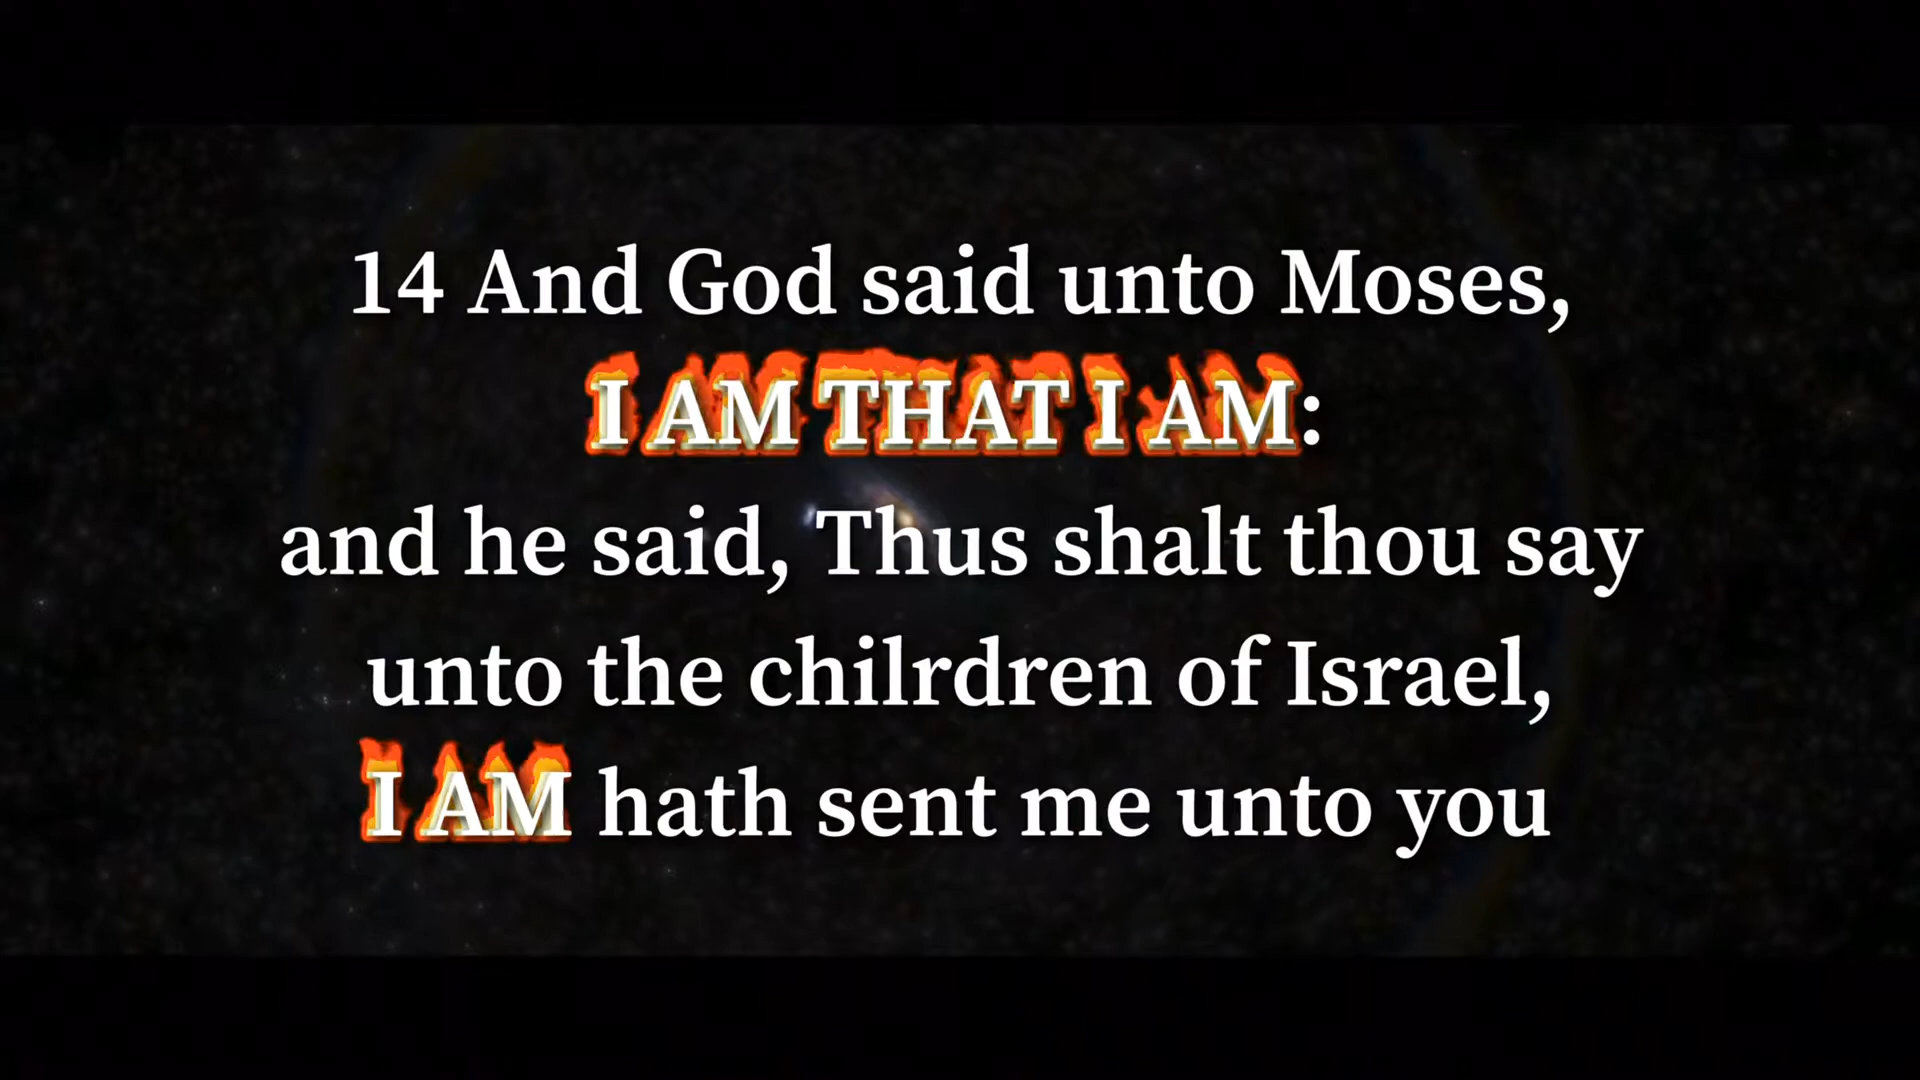 14 And God said unto Moses,
I AM THAT I AM:
and he said, Thus shalt thou say
unto the chilrdren of Israel,
I AM hath sent me unto you